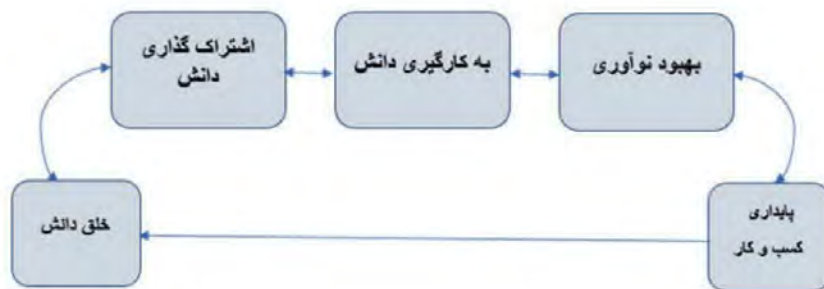 اشتراک گذاری
دانش
به کارگیری دانش
بهبود نوآوری
خلق دانش
پایداری
کسب و کار